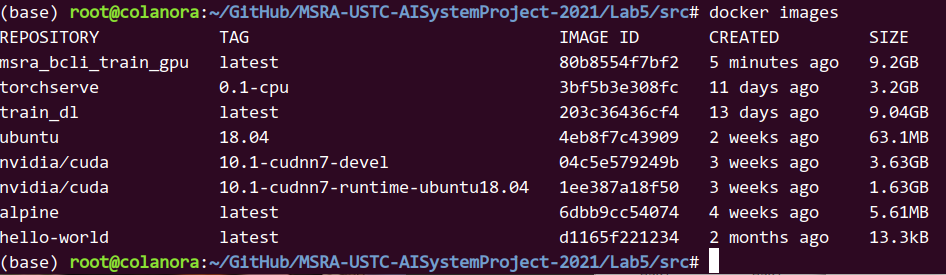 (base) root@colanora:~/GitHub/MSRA-USTC-AISystemProject-2021/Lab5/src# docker images
REPOSITORY TAG IMAGE ID CREATED SIZE
msra_bcli_train_gpu latest 80b8554f7bf2 5 minutes ago 9.2GB
torchserve 0.1-cpu 3bf5b3e308fc 11 days ago 3.2GB
train_dl latest 203c36436cf4 13 days ago 9.04GB
ubuntu 18.04 4eb8f7c43909 2 weeks ago 63.1MB
nvidia/cuda 10.1-cudnn7-devel 04c5e579249b 3 weeks ago 3.63GB
nvidia/cuda 10.1-cudnn7-runtime-ubuntu18.04 1ee387a18f50 3 weeks ago 1.63GB
alpine latest 6dbb9cc54074 4 weeks ago 5.61MB
hello-world latest d1165f221234 2 months ago 13.3kB
(base) root@colanora:~/GitHub/MSRA-USTC-AISystemProject-2021/Lab5/src#